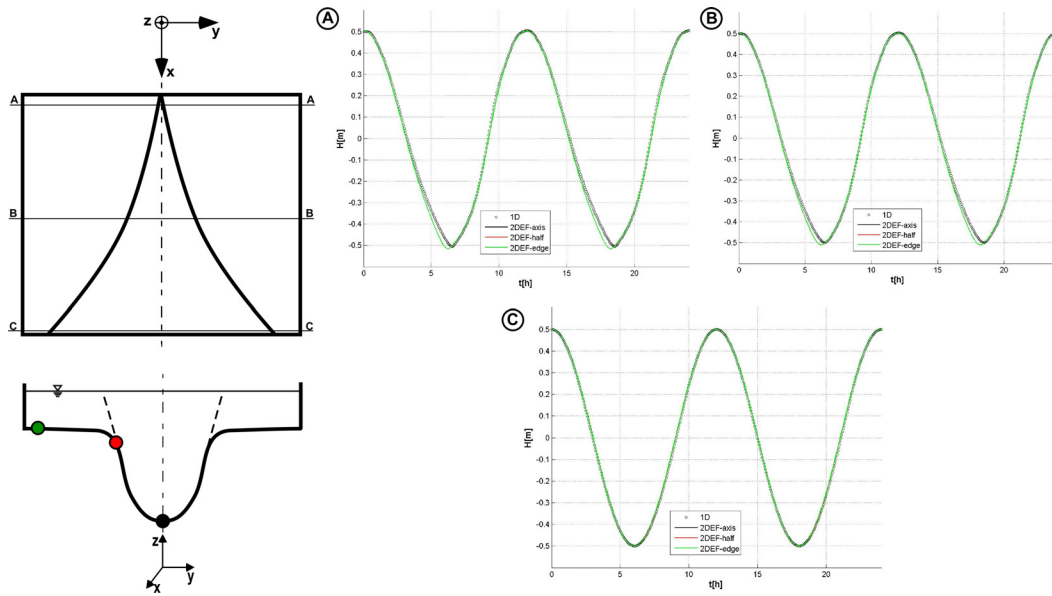 z
y
x
A
A
B
B
C
C
z
y
x
A
0.5
0.4
0.3
0.2
0.1
0
-0.1
-0.2
-0.3
-0.4
-0.5
H[m]
1D
2DEF-axis
2DEF-half
2DEF-edge
0
5
10
15
20
t[h]
B
0.5
0.4
0.3
0.2
0.1
0
-0.1
-0.2
-0.3
-0.4
-0.5
H[m]
1D
2DEF-axis
2DEF-half
2DEF-edge
0
5
10
15
20
t[h]
C
0.5
0.4
0.3
0.2
0.1
0
-0.1
-0.2
-0.3
-0.4
-0.5
H[m]
1D
2DEF-axis
2DEF-half
2DEF-edge
0
5
10
15
20
t[h]